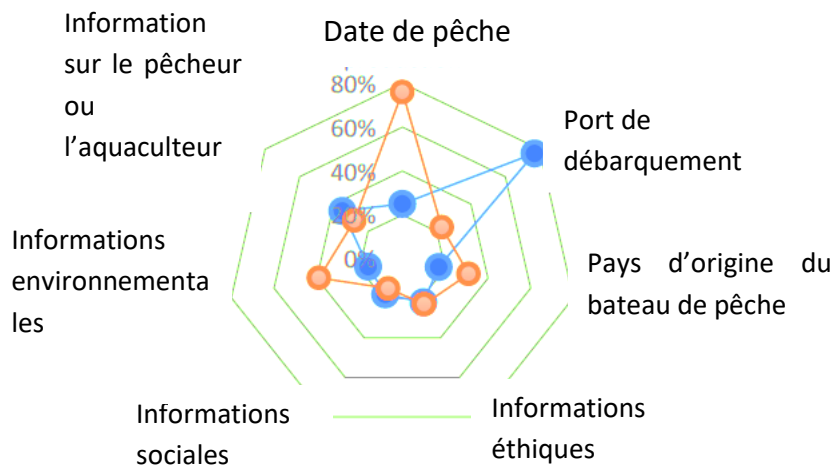 Date de pêche
80%
60%
40%
20%
0%
Port de
débarquement
Pays d’origine du
bateau de pêche
Informations
éthiques
Informations
sociales
Informations
environnementa
les
Information
sur le pêcheur
ou
l’aquaculteur